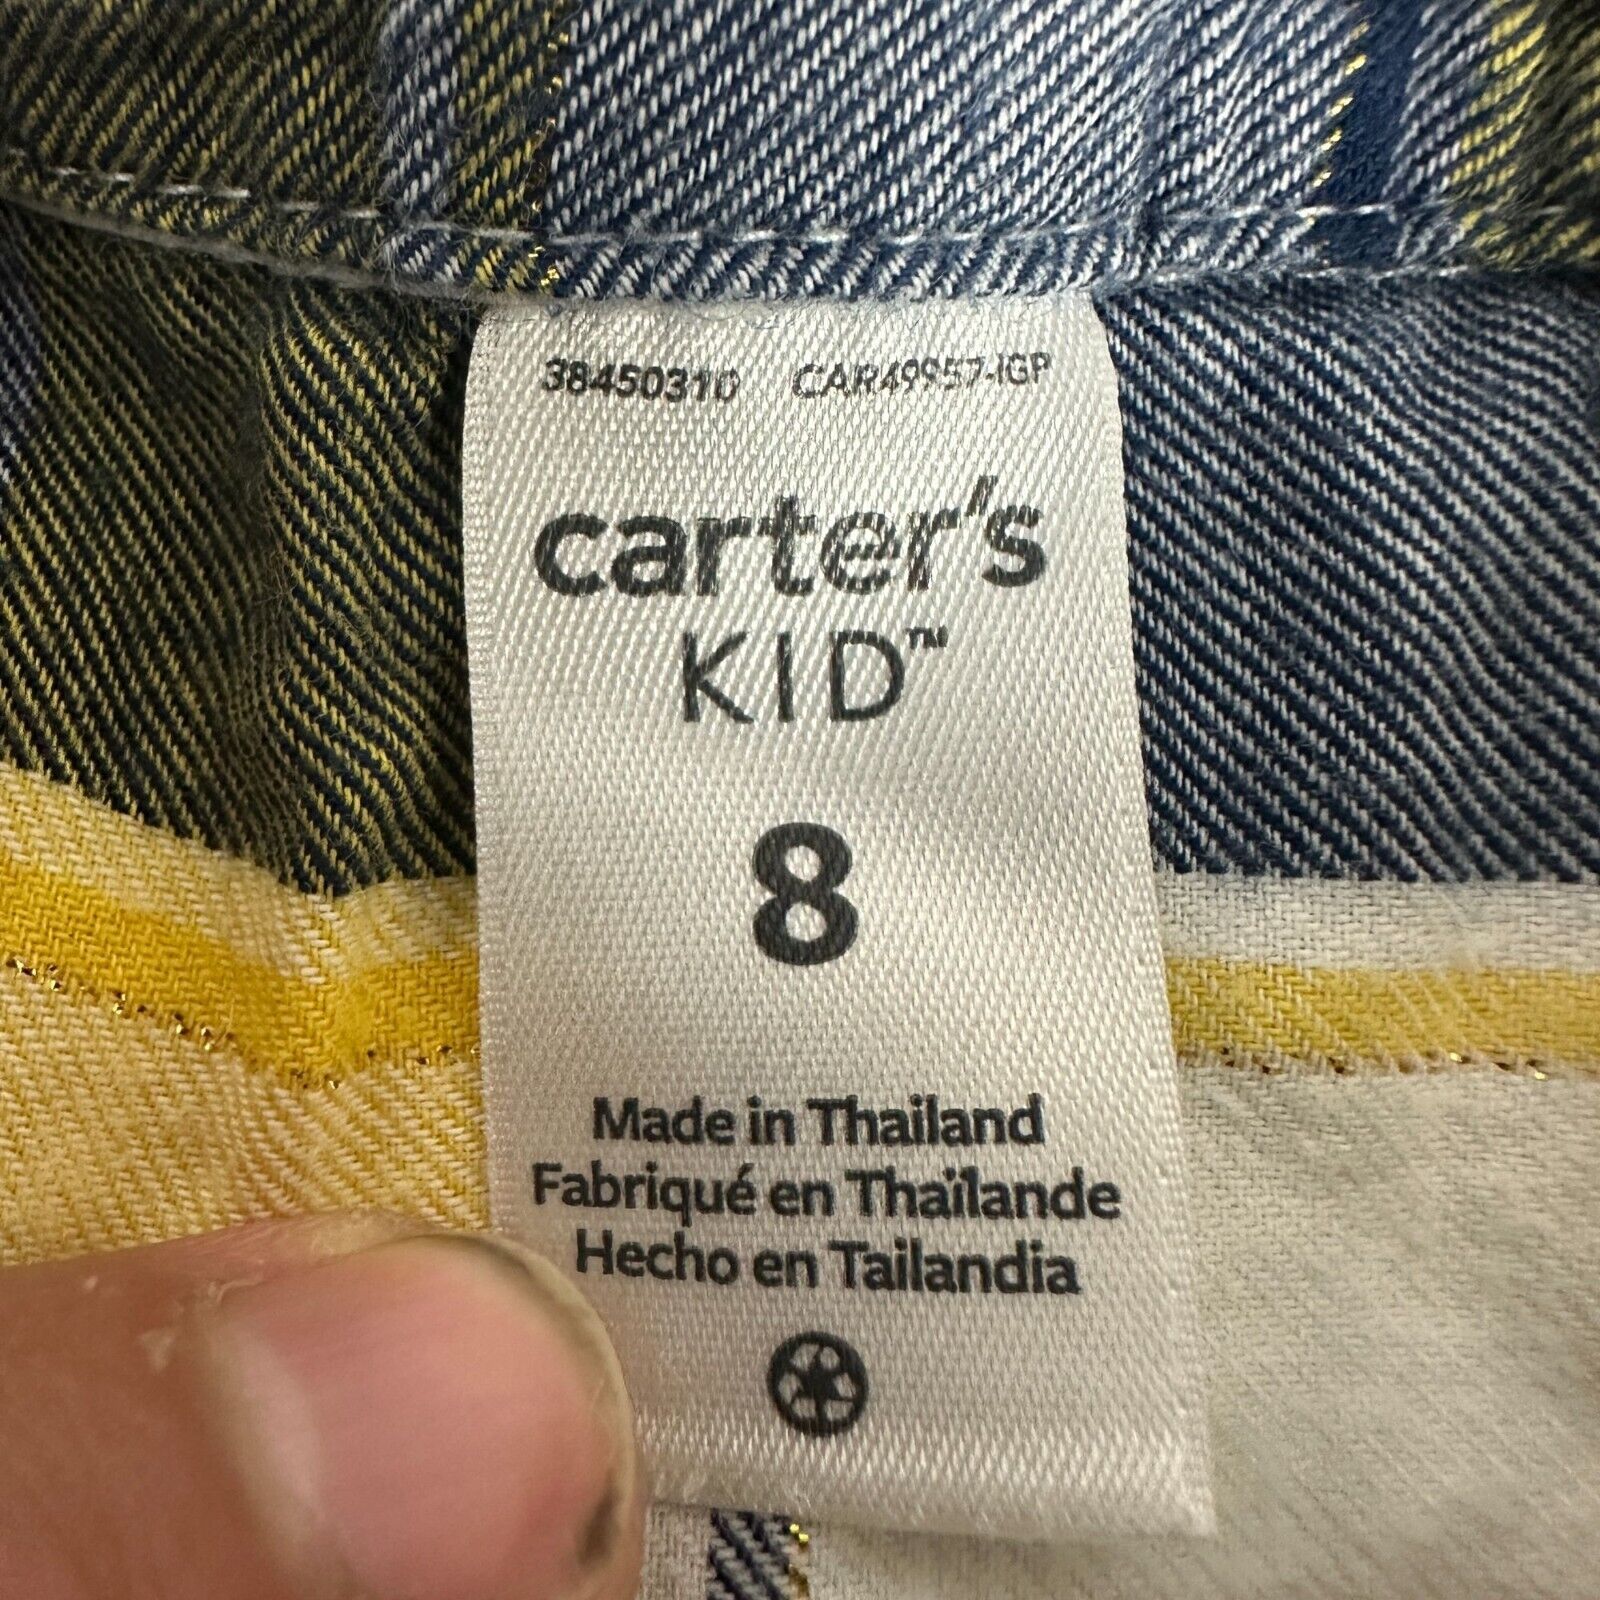 38450310 CAR49957-IGP
carter's
KID™
8
Made in Thailand
Fabriqué en Thaïlande
Hecho en Tailandia